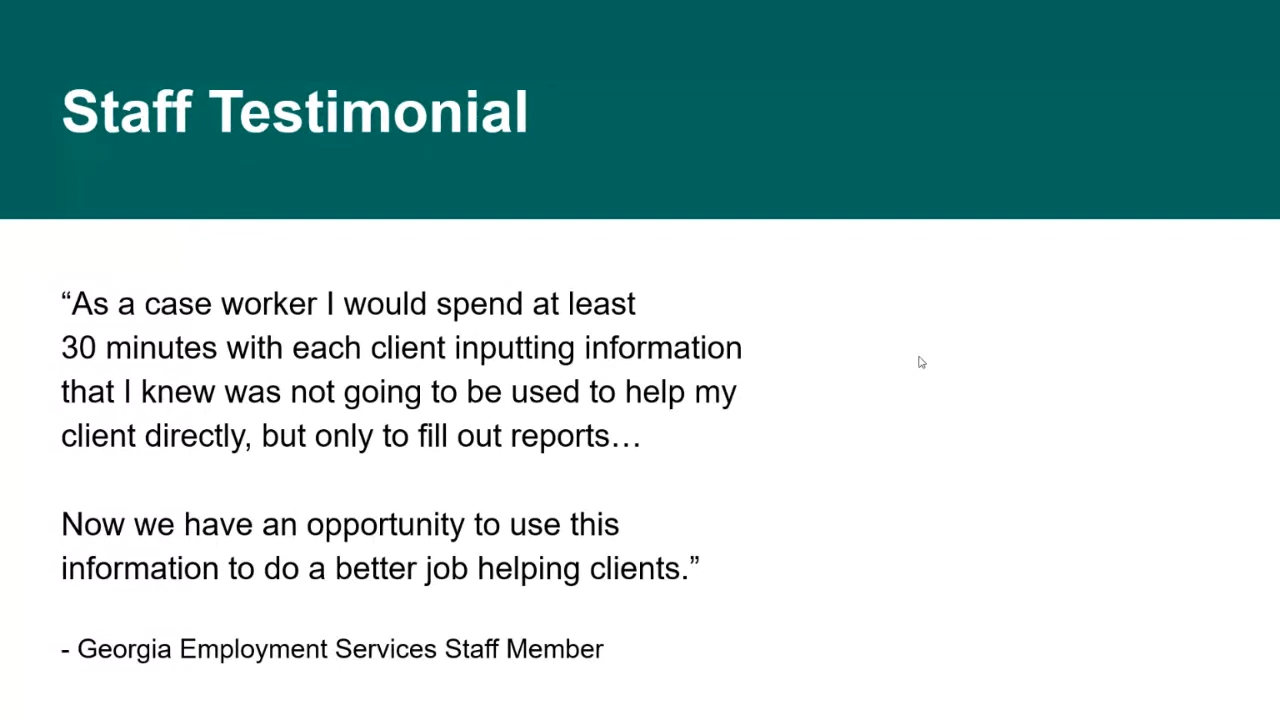 Staff Testimonial
“As a case worker I would spend at least
30 minutes with each client inputting information
that I knew was not going to be used to help my
client directly, but only to fill out reports…
Now we have an opportunity to use this
information to do a better job helping clients.”
- Georgia Employment Services Staff Member